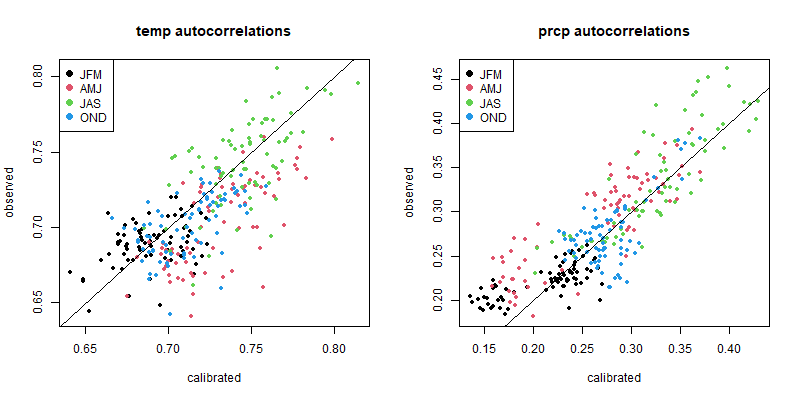 temp autocorrelations
JFM
AMJ
JAS
OND
observed
0.80
0.75
0.70
0.65
0.65
0.70
0.75
0.80
calibrated
prcp autocorrelations
JFM
AMJ
JAS
OND
observed
0.45
0.40
0.35
0.30
0.25
0.20
0.15
0.20
0.25
0.30
0.35
0.40
calibrated